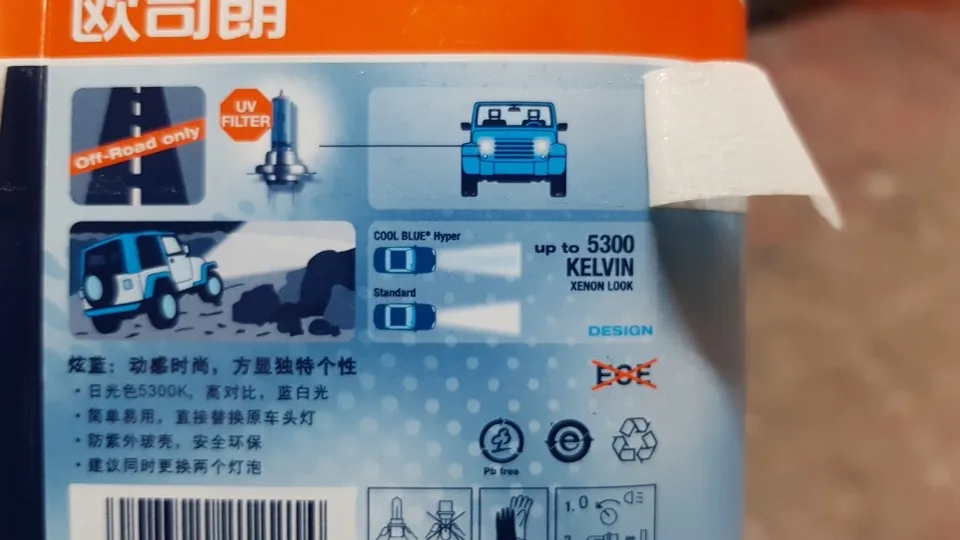 欧司朗
Off-Road only
UV
FILTER
COOL BLUE® Hyper
up to 5300
KELVIN
XENON LOOK
Standard
DESIGN
炫蓝：动感时尚，方显独特个性
ECE
• 日光色5300K，高对比，蓝白光
• 简单易用，直接替换原车头灯
• 防紫外玻壳，安全环保
• 建议同时更换两个灯泡
e
Pb free
1. 0